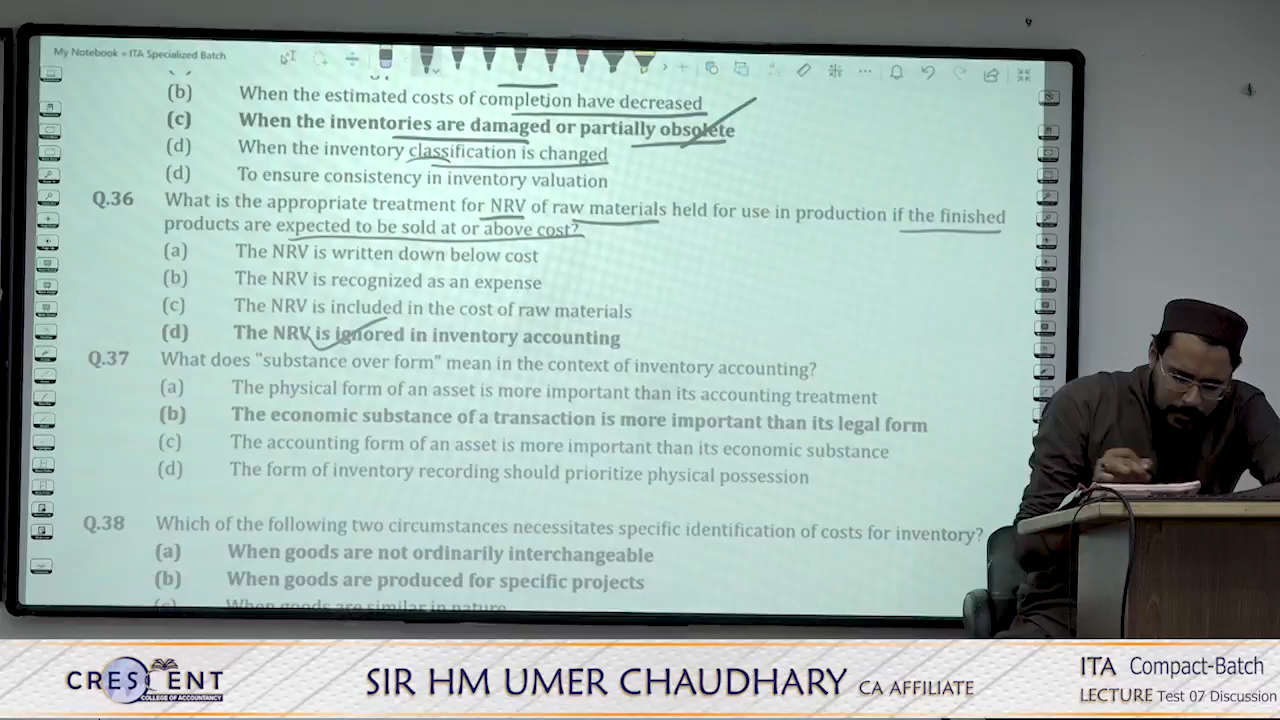 My Notebook » ITA Specialized Batch
(b) When the estimated costs of completion have decreased
(c) When the inventories are damaged or partially obsolete
(d) When the inventory classification is changed
(d) To ensure consistency in inventory valuation
Q.36 What is the appropriate treatment for NRV of raw materials held for use in production if the finished
products are expected to be sold at or above cost?
(a) The NRV is written down below cost
(b) The NRV is recognized as an expense
(c) The NRV is included in the cost of raw materials
(d) The NRV is ignored in inventory accounting
Q.37 What does "substance over form" mean in the context of inventory accounting?
(a) The physical form of an asset is more important than its accounting treatment
(b) The economic substance of a transaction is more important than its legal form
(c) The accounting form of an asset is more important than its economic substance
(d) The form of inventory recording should prioritize physical possession
Q.38 Which of the following two circumstances necessitates specific identification of costs for inventory?
(a) When goods are not ordinarily interchangeable
(b) When goods are produced for specific projects
(c) When goods are similar in nature
CRESCENT
COLLEGE OF ACCOUNTANCY
SIR HM UMER CHAUDHARY CA AFFILIATE
ITA Compact-Batch
LECTURE Test 07 Discussion